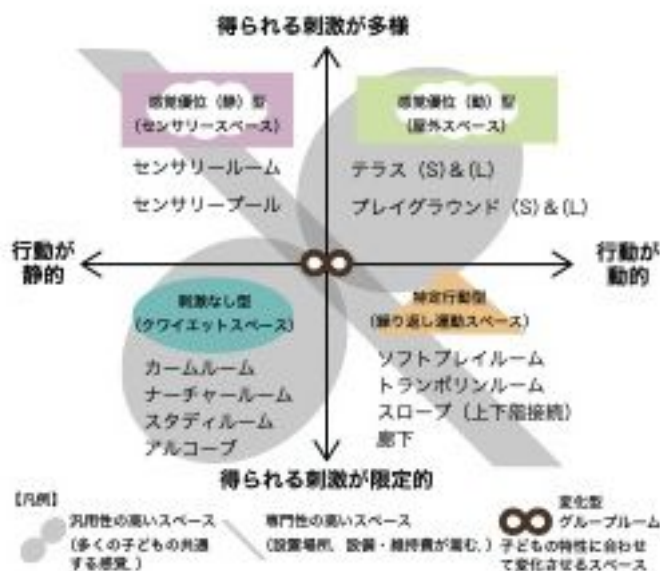 得られる刺激が多様
感覚優位（静）型
（センサリースペース）
センサリールーム
センサリープール
感覚優位（動）型
（屋外スペース）
テラス（S）&（L）
プレイグラウンド（S）&（L）
行動が
静的
行動が
動的
刺激なし型
（クワイエットスペース）
カームルーム
ナーチャールーム
スタディルーム
アルコーブ
特定行動型
（繰り返し運動スペース）
ソフトプレイルーム
トランポリンルーム
スロープ（上下階接続）
廊下
得られる刺激が限定的
【凡例】
汎用性の高いスペース
（多くの子どもの共通
する感覚、）
専門性の高いスペース
（設置場所、設備・維持費が嵩む、）
変化型
グループルーム
子どもの特性に合わせ
て変化させるスペース